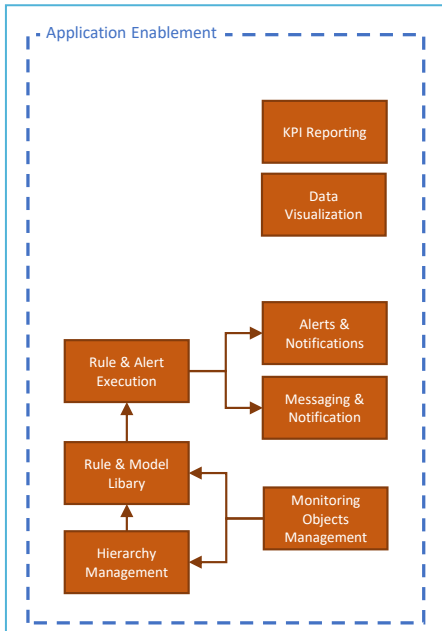 Application Enablement
KPI Reporting
Data
Visualization
Alerts &
Notifications
Rule & Alert
Execution
Messaging &
Notification
Rule & Model
Libary
Monitoring
Objects
Management
Hierarchy
Management